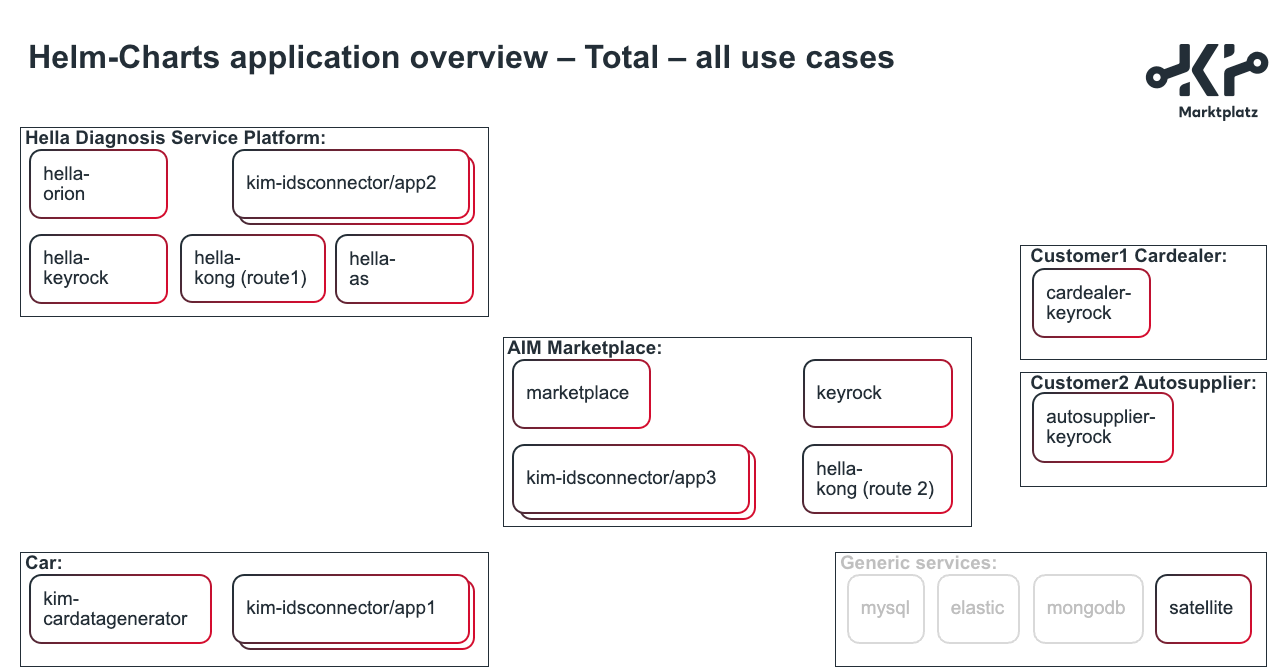 Helm-Charts application overview – Total – all use cases
Marktplatz
Hella Diagnosis Service Platform:
hella-
orion
kim-idsconnector/app2
hella-
keyrock
hella-
kong (route1)
hella-
as
Customer1 Cardealer:
cardealer-
keyrock
AIM Marketplace:
marketplace
keyrock
kim-idsconnector/app3
hella-
kong (route 2)
Customer2 Autosupplier:
autosupplier-
keyrock
Car:
kim-
cardatagenerator
kim-idsconnector/app1
Generic services:
mysql
elastic
mongodb
satellite